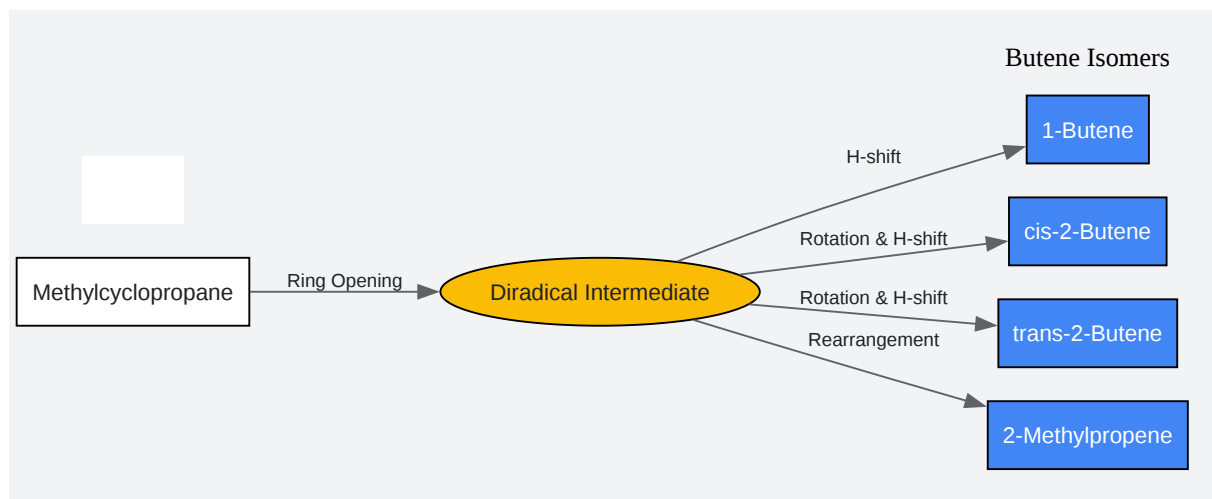 Butene Isomers
1-Butene
H-shift
cis-2-Butene
Rotation & H-shift
Methylcyclopropane
Ring Opening
Diradical Intermediate
Rotation & H-shift
trans-2-Butene
Rearrangement
2-Methylpropene